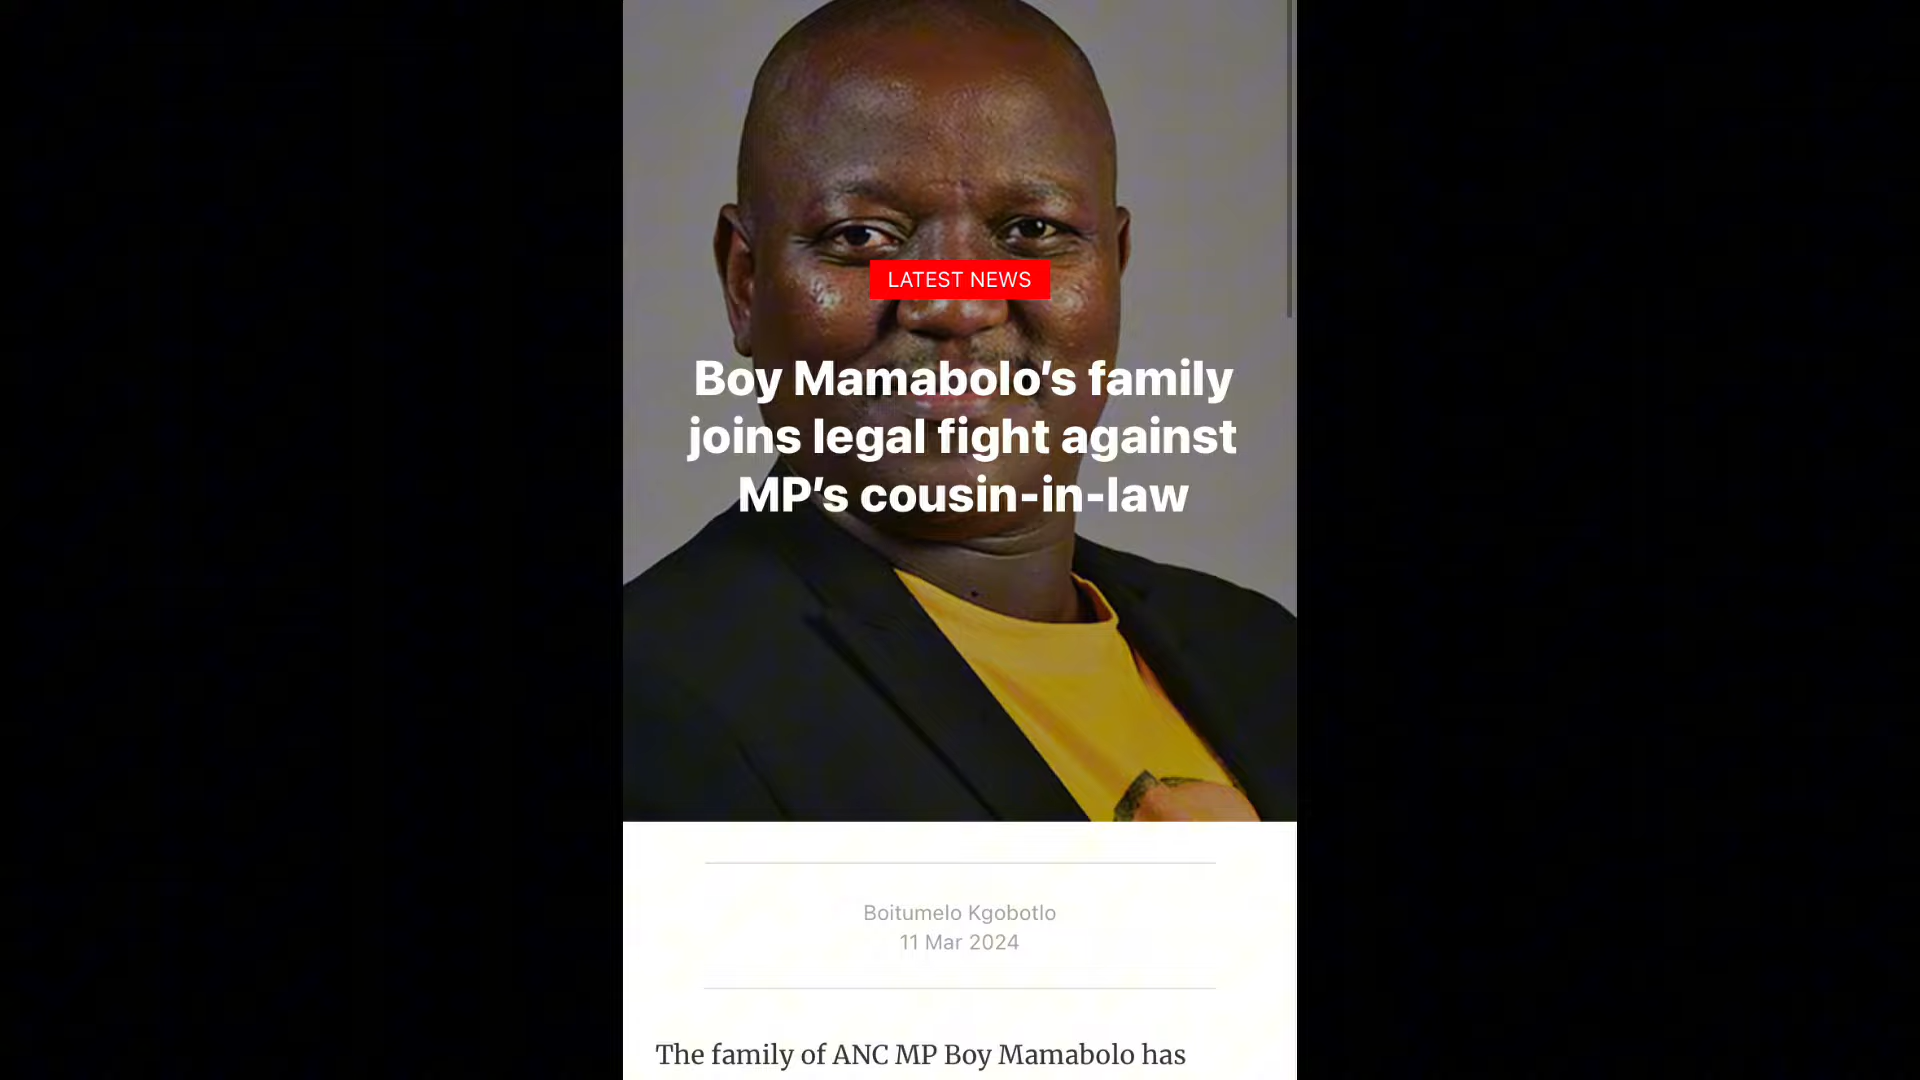 LATEST NEWS
Boy Mamabolo’s family
joins legal fight against
MP’s cousin-in-law
Boitumelo Kgobotlo
11 Mar 2024
The family of ANC MP Boy Mamabolo has